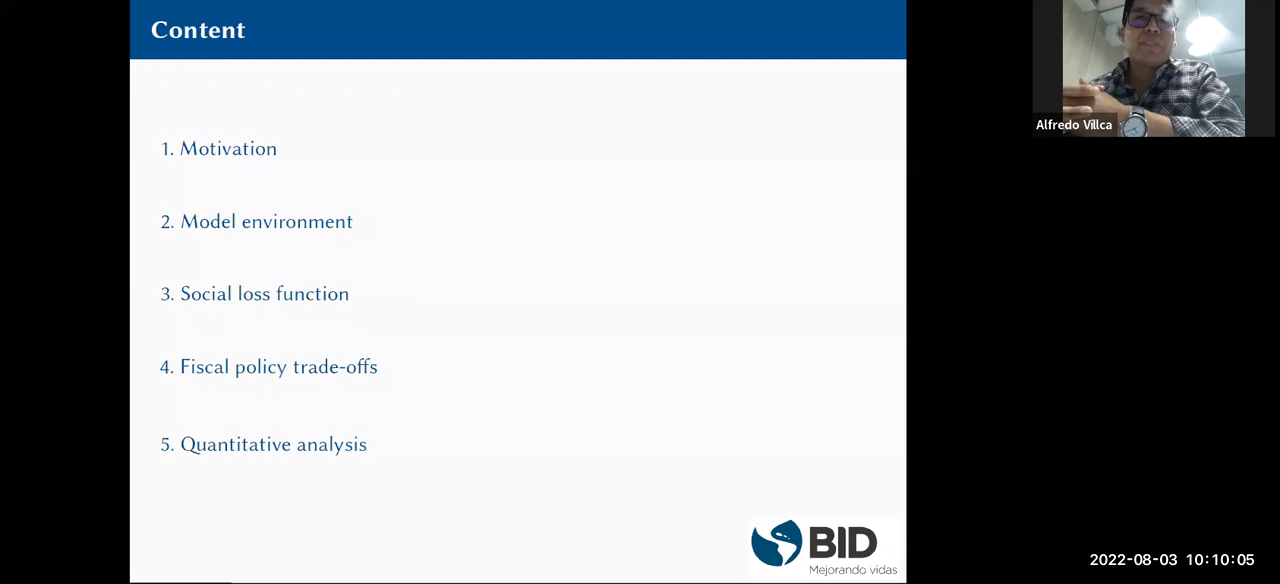 Content
1. Motivation
2. Model environment
3. Social loss function
4. Fiscal policy trade-offs
5. Quantitative analysis
BID
Mejorando vidas
Alfredo Villca
2022-08-03 10:10:05